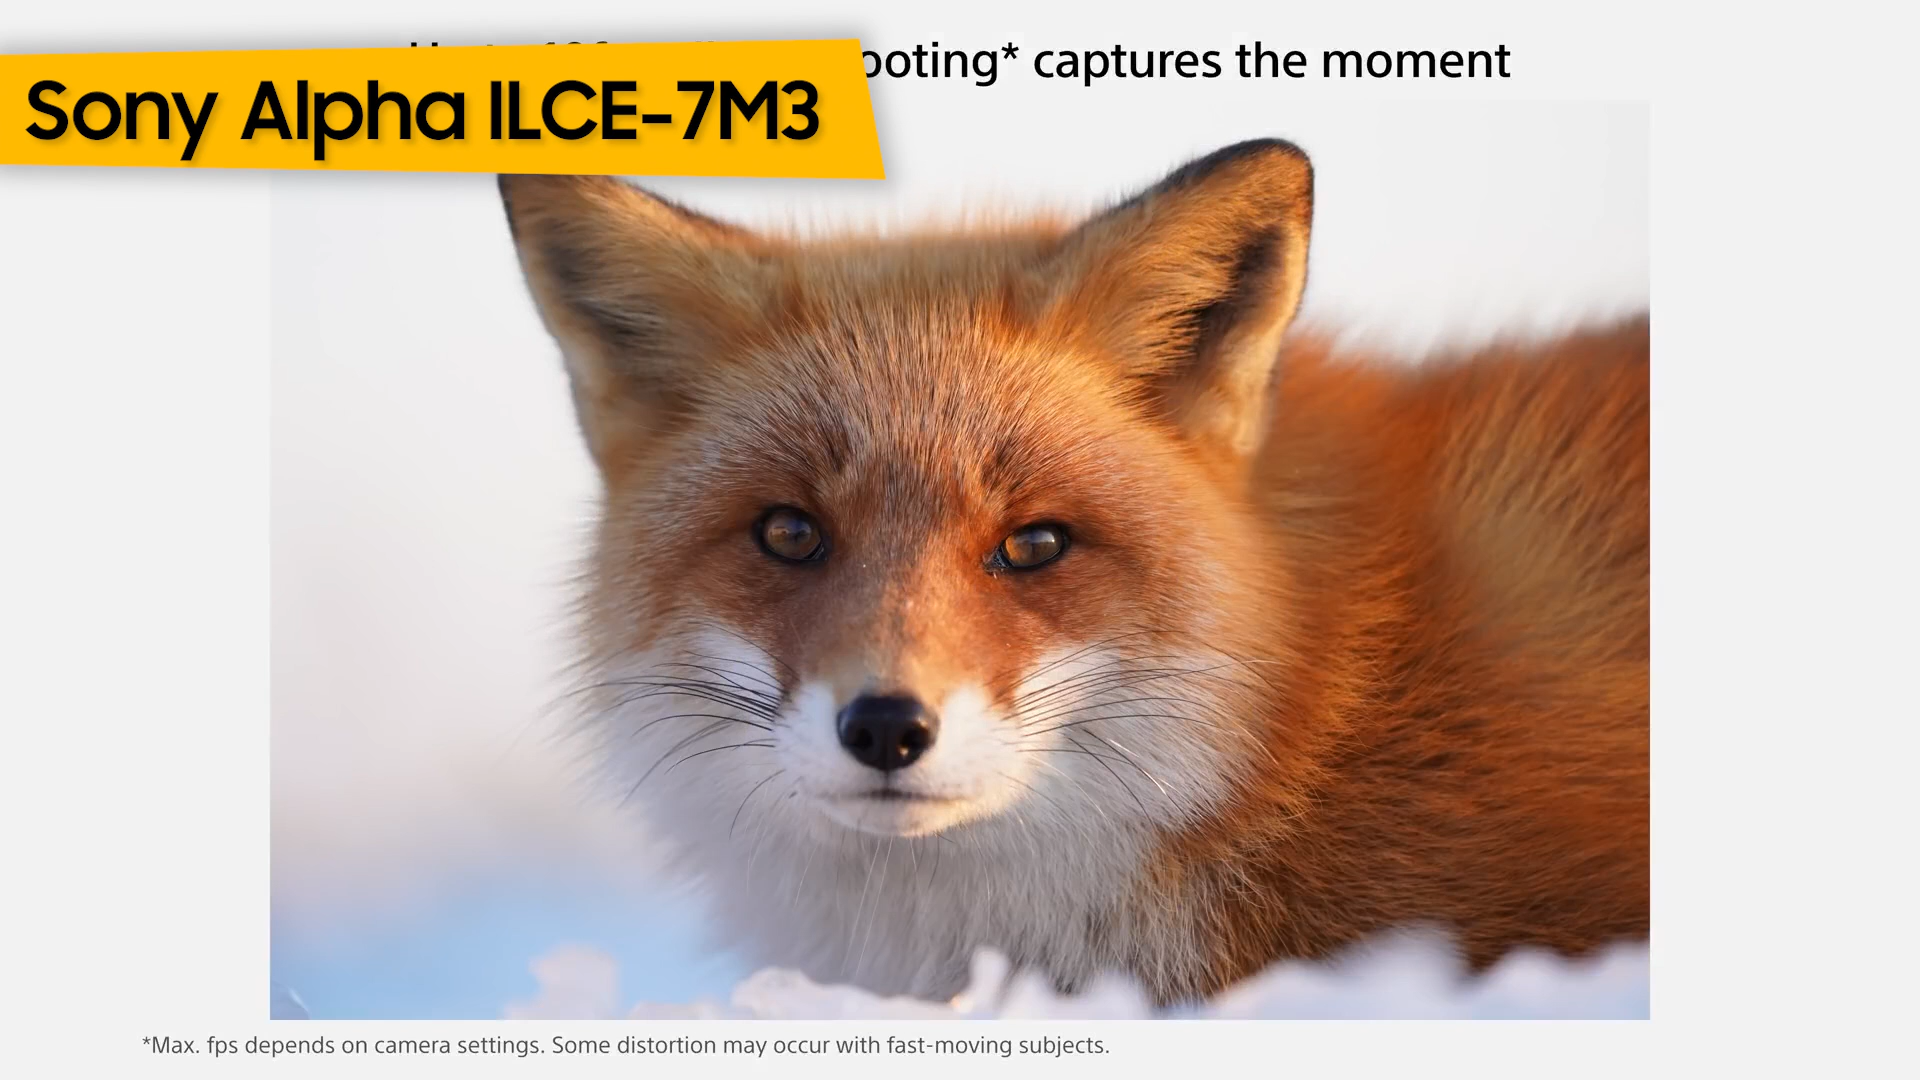 ooting* captures the moment
Sony Alpha ILCE-7M3
*Max. fps depends on camera settings. Some distortion may occur with fast-moving subjects.